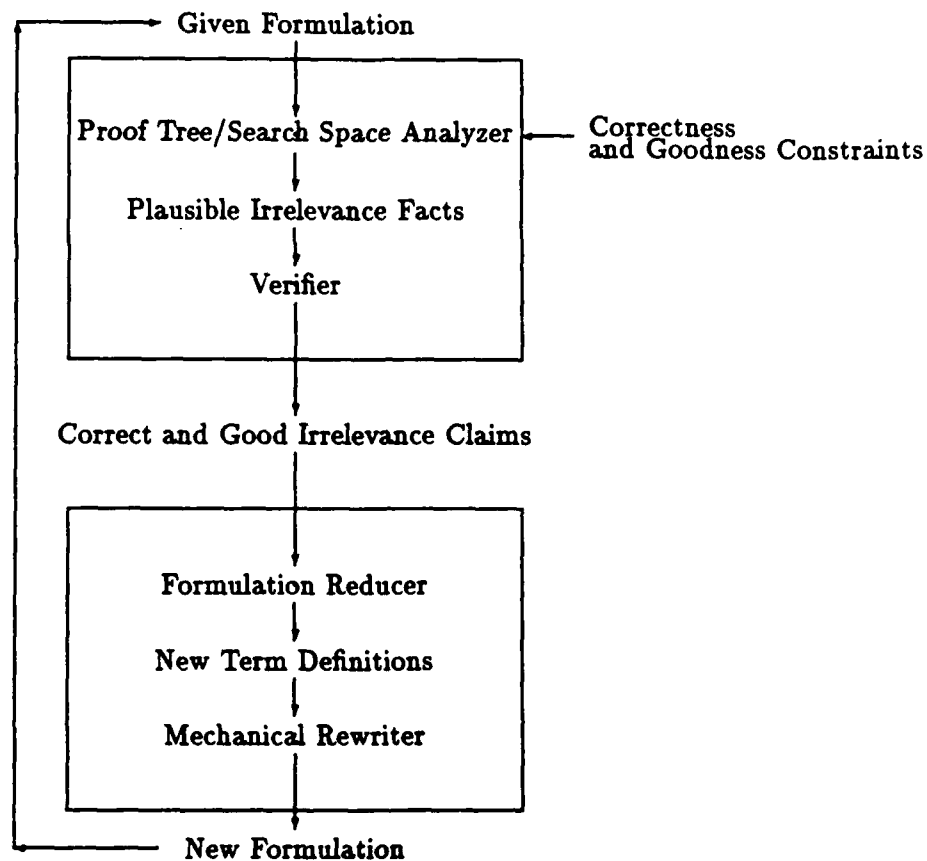 Given Formulation
Proof Tree/Search Space Analyzer
Correctness
and Goodness Constraints
Plausible Irrelevance Facts
Verifier
Correct and Good Irrelevance Claims
Formulation Reducer
New Term Definitions
Mechanical Rewriter
New Formulation